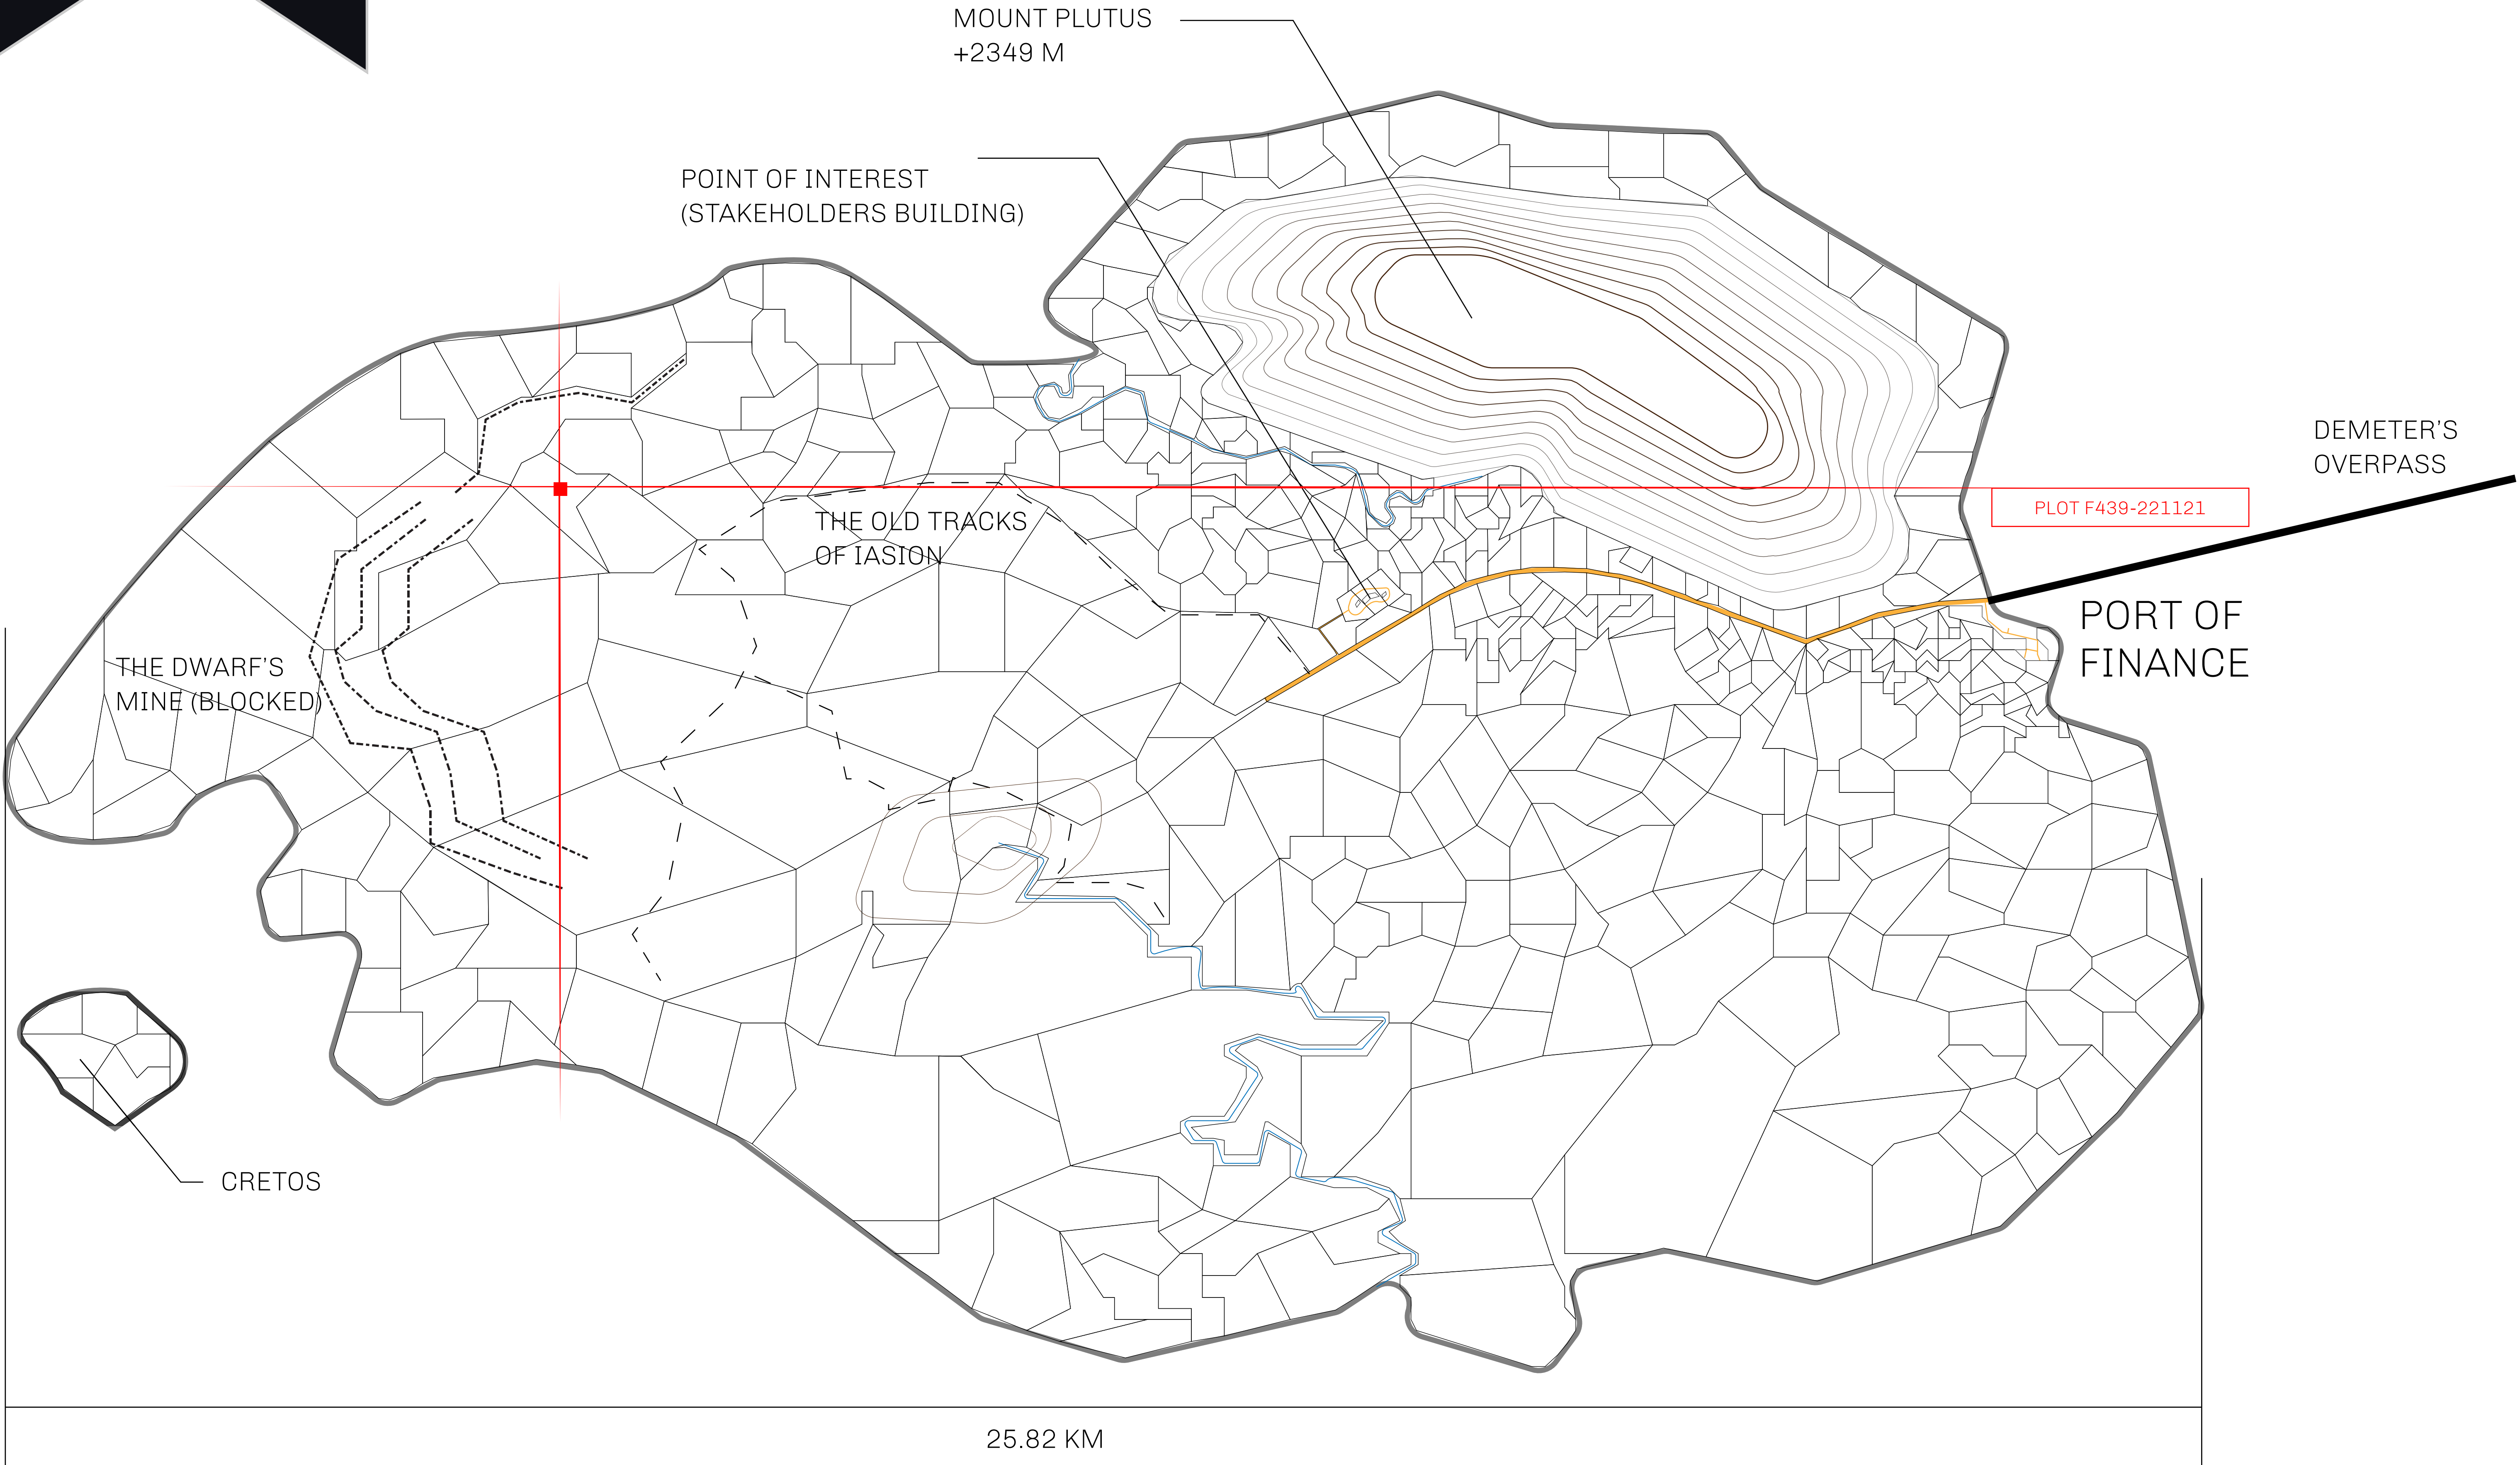 MOUNT PLUTUS
+2349 M
POINT OF INTEREST
(STAKEHOLDERS BUILDING)
DEMETER'S
OVERPASS
PLOT F439-221121
THE OLD TRACKS
OF IASION
PORT OF
FINANCE
THE DWARF'S
MINE (BLOCKED)
CRETOS
25.82 KM